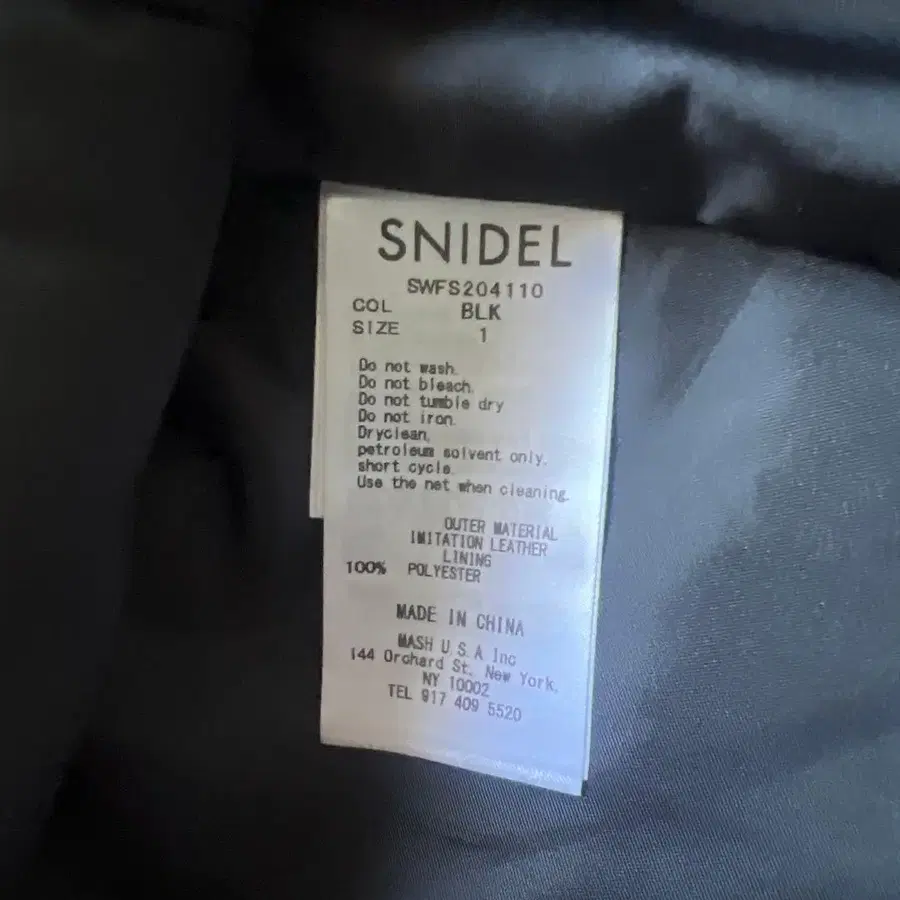 SNIDEL
SWFS204110
COL BLK
SIZE 1
Do not wash.
Do not bleach.
Do not tumble dry
Do not iron.
Dryclean,
petroleum solvent only.
short cycle.
Use the net when cleaning.
OUTER MATERIAL
IMITATION LEATHER
LINING
100% POLYESTER
MADE IN CHINA
MASH U.S.A Inc
144 Orchard St, New York,
NY 10002
TEL 917 409 5520